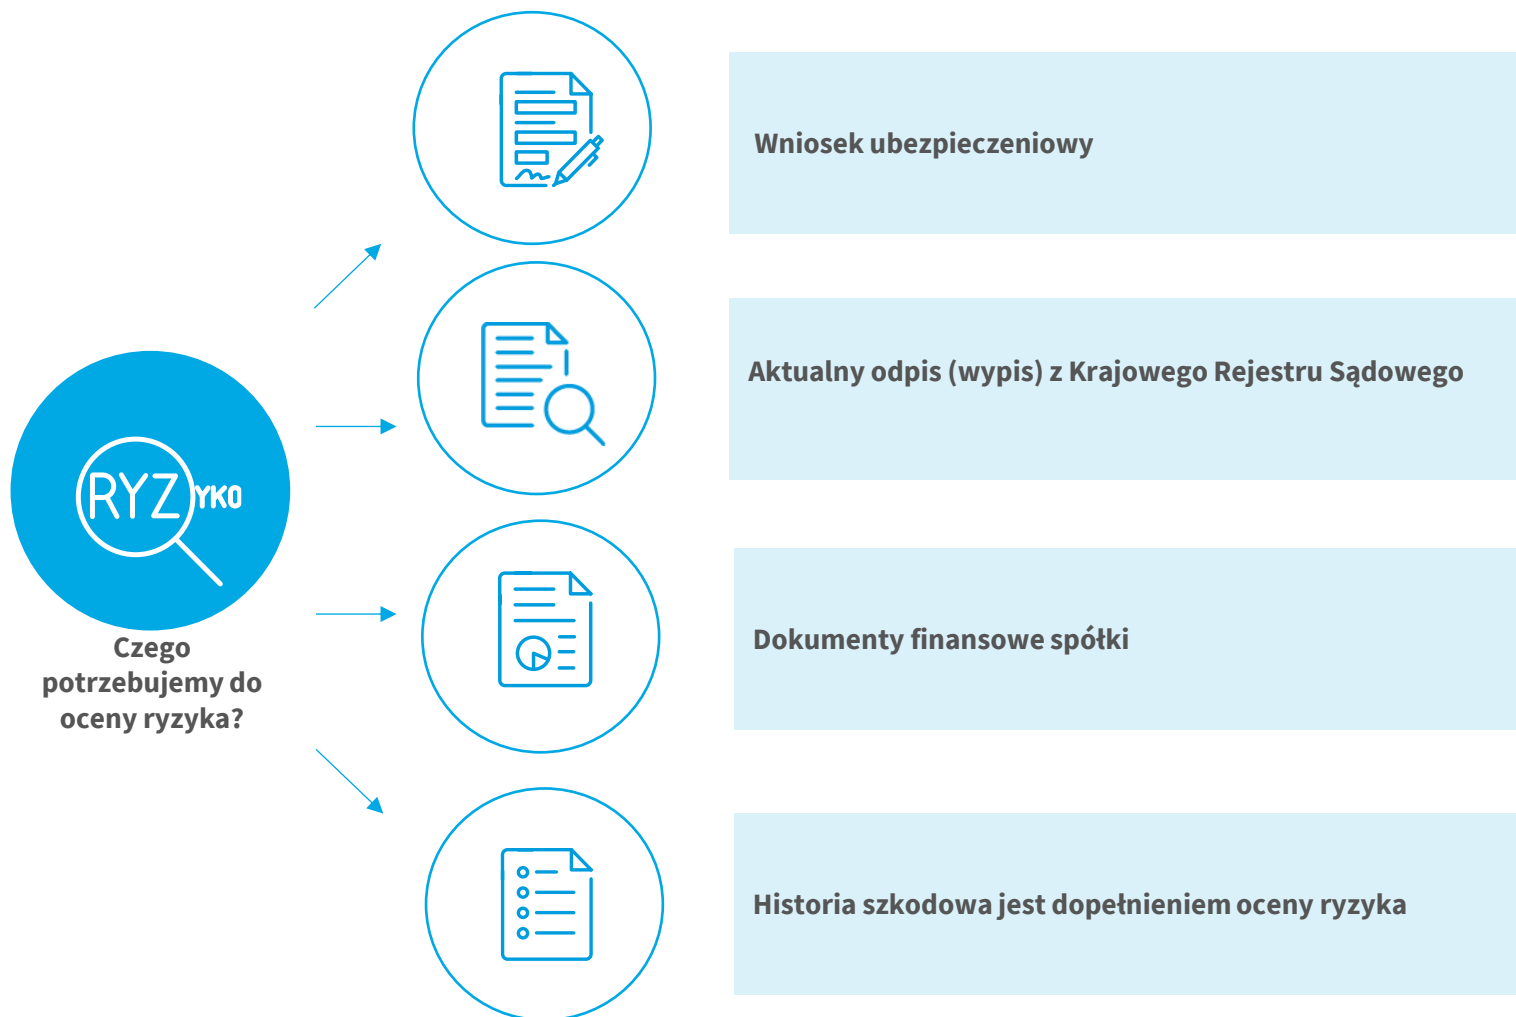 Wniosek ubezpieczeniowy
Aktualny odpis (wypis) z Krajowego Rejestru Sądowego
RYZYKO
Czego
potrzebujemy do
oceny ryzyka?
Dokumenty finansowe spółki
Historia szkodowa jest dopełnieniem oceny ryzyka